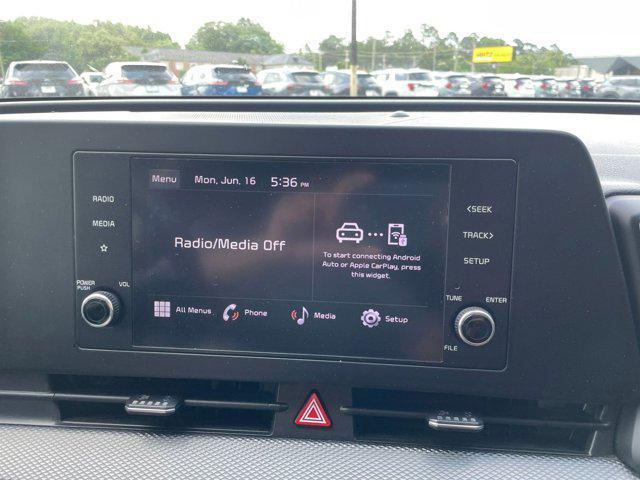 Hertz
Menu Mon, Jun. 16 5:36 PM
RADIO
MEDIA
POWER PUSH VOL
Radio/Media Off
To start connecting Android
Auto or Apple CarPlay, press
this widget.
All Menus Phone Media Setup
<SEEK
TRACK>
SETUP
TUNE ENTER
FILE